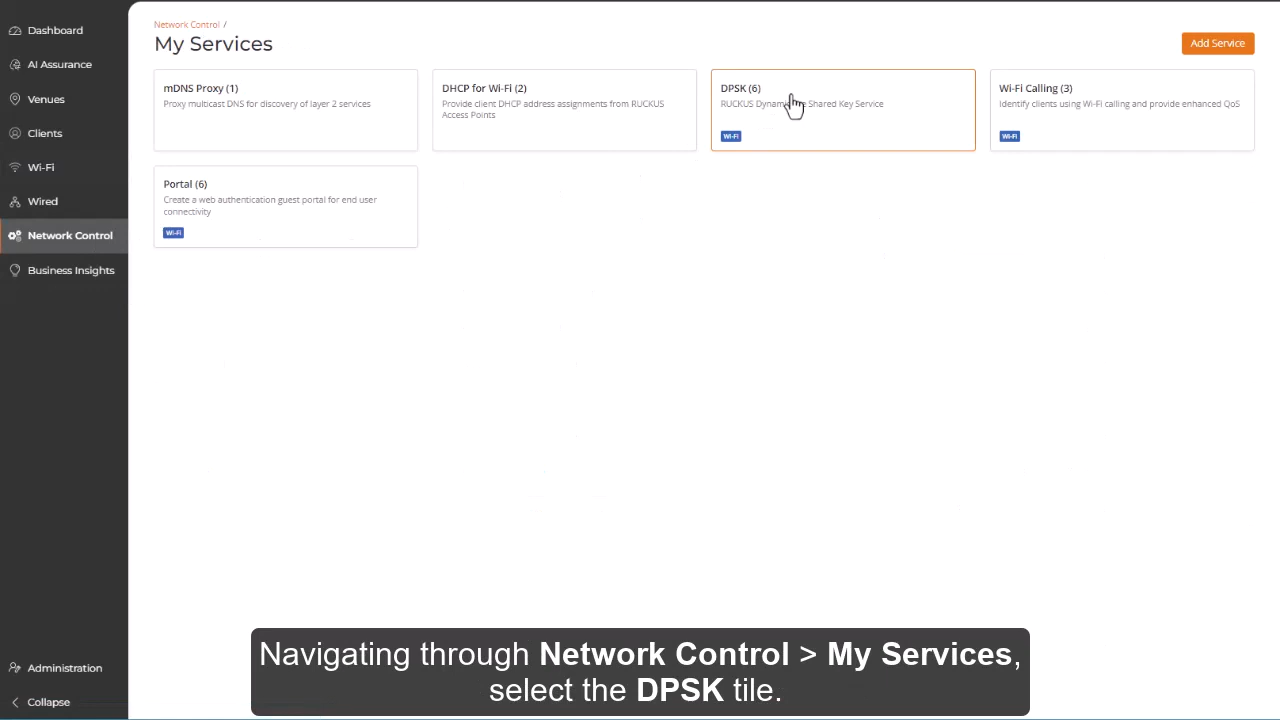 Dashboard
AI Assurance
Venues
Clients
Wi-Fi
Wired
Network Control
Business Insights
Administration
Collapse
Network Control /
My Services
Add Service
mDNS Proxy (1)
Proxy multicast DNS for discovery of layer 2 services
DHCP for Wi-Fi (2)
Provide client DHCP address assignments from RUCKUS
Access Points
DPSK (6)
RUCKUS Shared Key Service
WI-FI
Wi-Fi Calling (3)
Identify clients using Wi-Fi calling and provide enhanced QoS
WI-FI
Portal (6)
Create a web authentication guest portal for end user
connectivity
WI-FI
Navigating through Network Control > My Services,
select the DPSK tile.